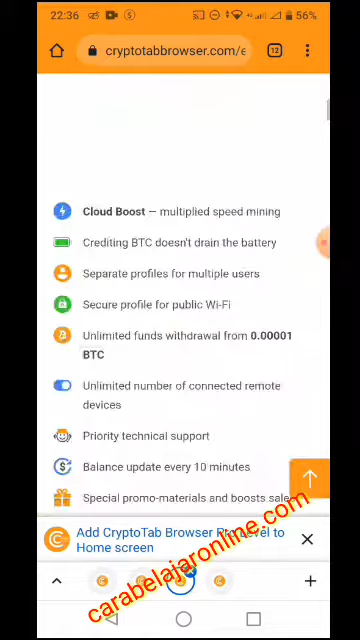 22:36
56%
cryptotabbrowser.com/e
12
Cloud Boost — multiplied speed mining
Crediting BTC doesn't drain the battery
Separate profiles for multiple users
Secure profile for public Wi-Fi
Unlimited funds withdrawal from 0.00001
BTC
Unlimited number of connected remote
devices
Priority technical support
Balance update every 10 minutes
Special promo-materials and boosts sales
Add CryptoTab Browser Pro Level to
Home screen
carabelajaronline.com